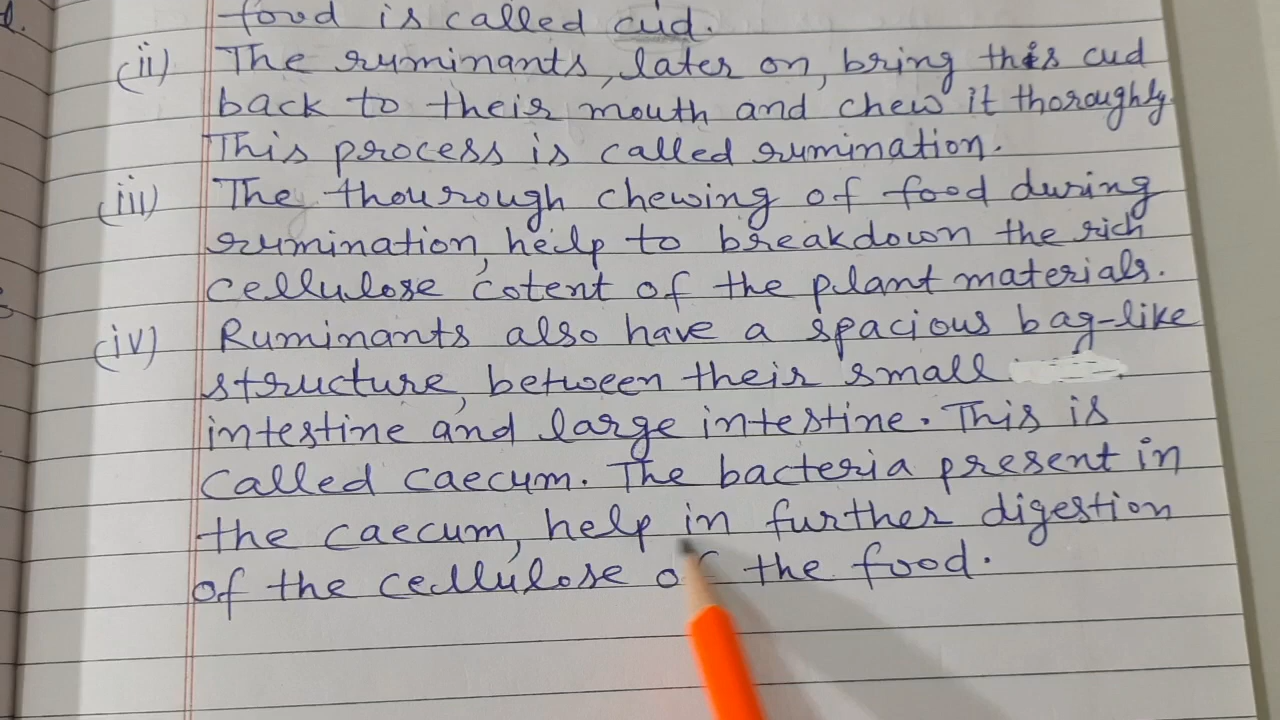 food is called cud.
(ii) The ruminants, later on, bring this cud
back to their mouth and chew it thoroughly.
This process is called rumination.
(iii) The thourough chewing of food during
rumination, help to breakdown the rich
cellulose cotent of the plant materials.
(iv) Ruminants also have a spacious bag-like
structure, between their small
intestine and large intestine. This is
called caecum. The bacteria present in
the caecum, help in further digestion
of the cellulose of the food.